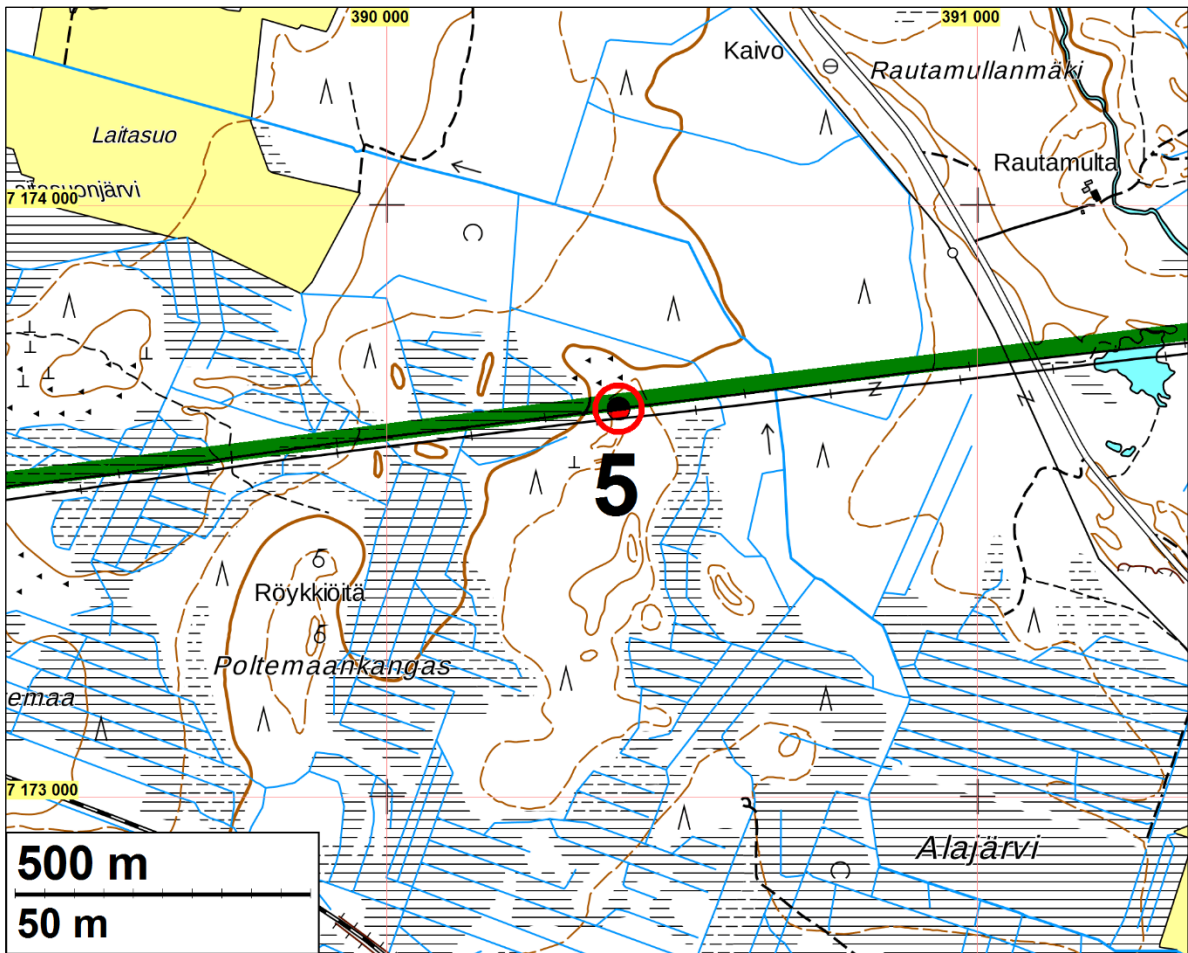 390 000
391 000
Kaivo
Rautamullanmäki
Laitasuo
Rautamulta
7 174 000
5
Röykkiöitä
Poltemaankangas
emaa
7 173 000
Alajärvi
500 m
50 m